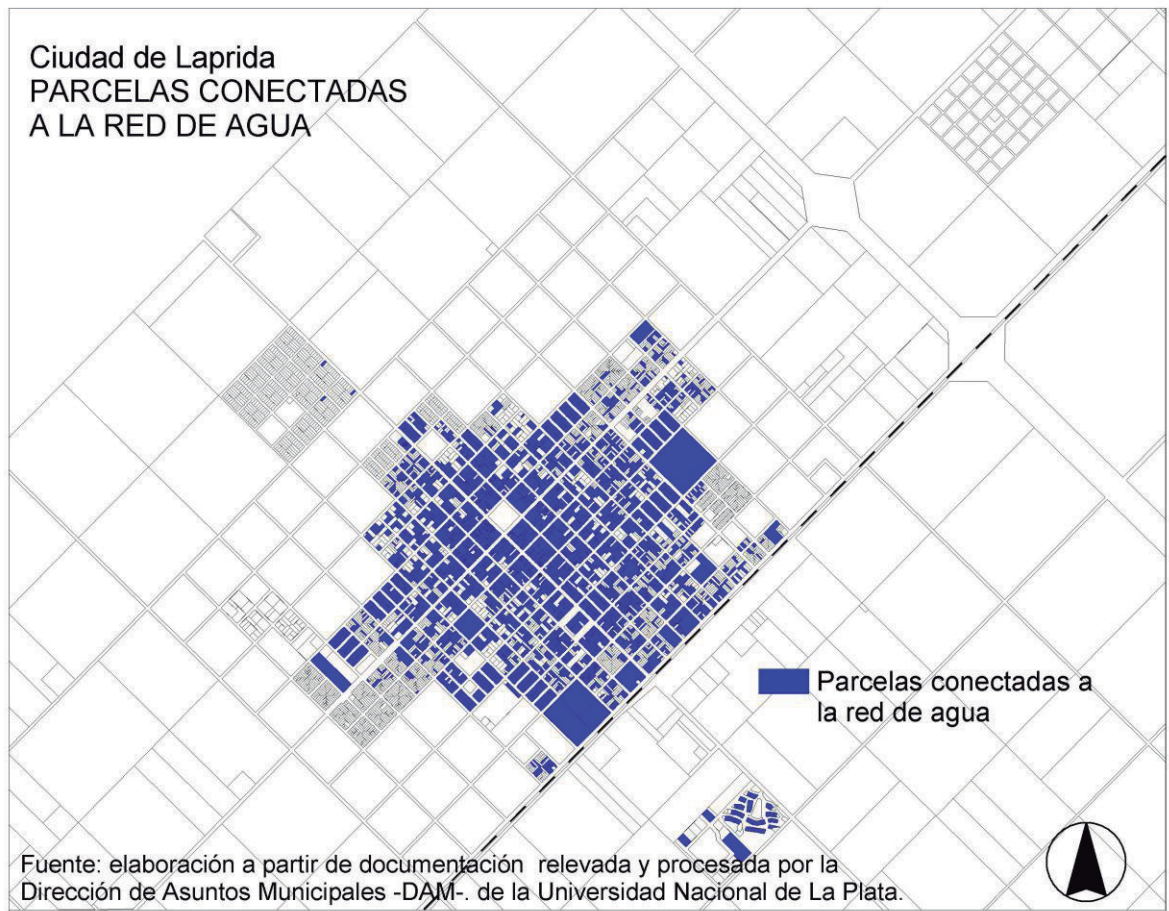 Ciudad de Laprida
PARCELAS CONECTADAS
A LA RED DE AGUA
Parcelas conectadas a
la red de agua
Fuente: elaboración a partir de documentación relevada y procesada por la
Dirección de Asuntos Municipales -DAM-. de la Universidad Nacional de La Plata.